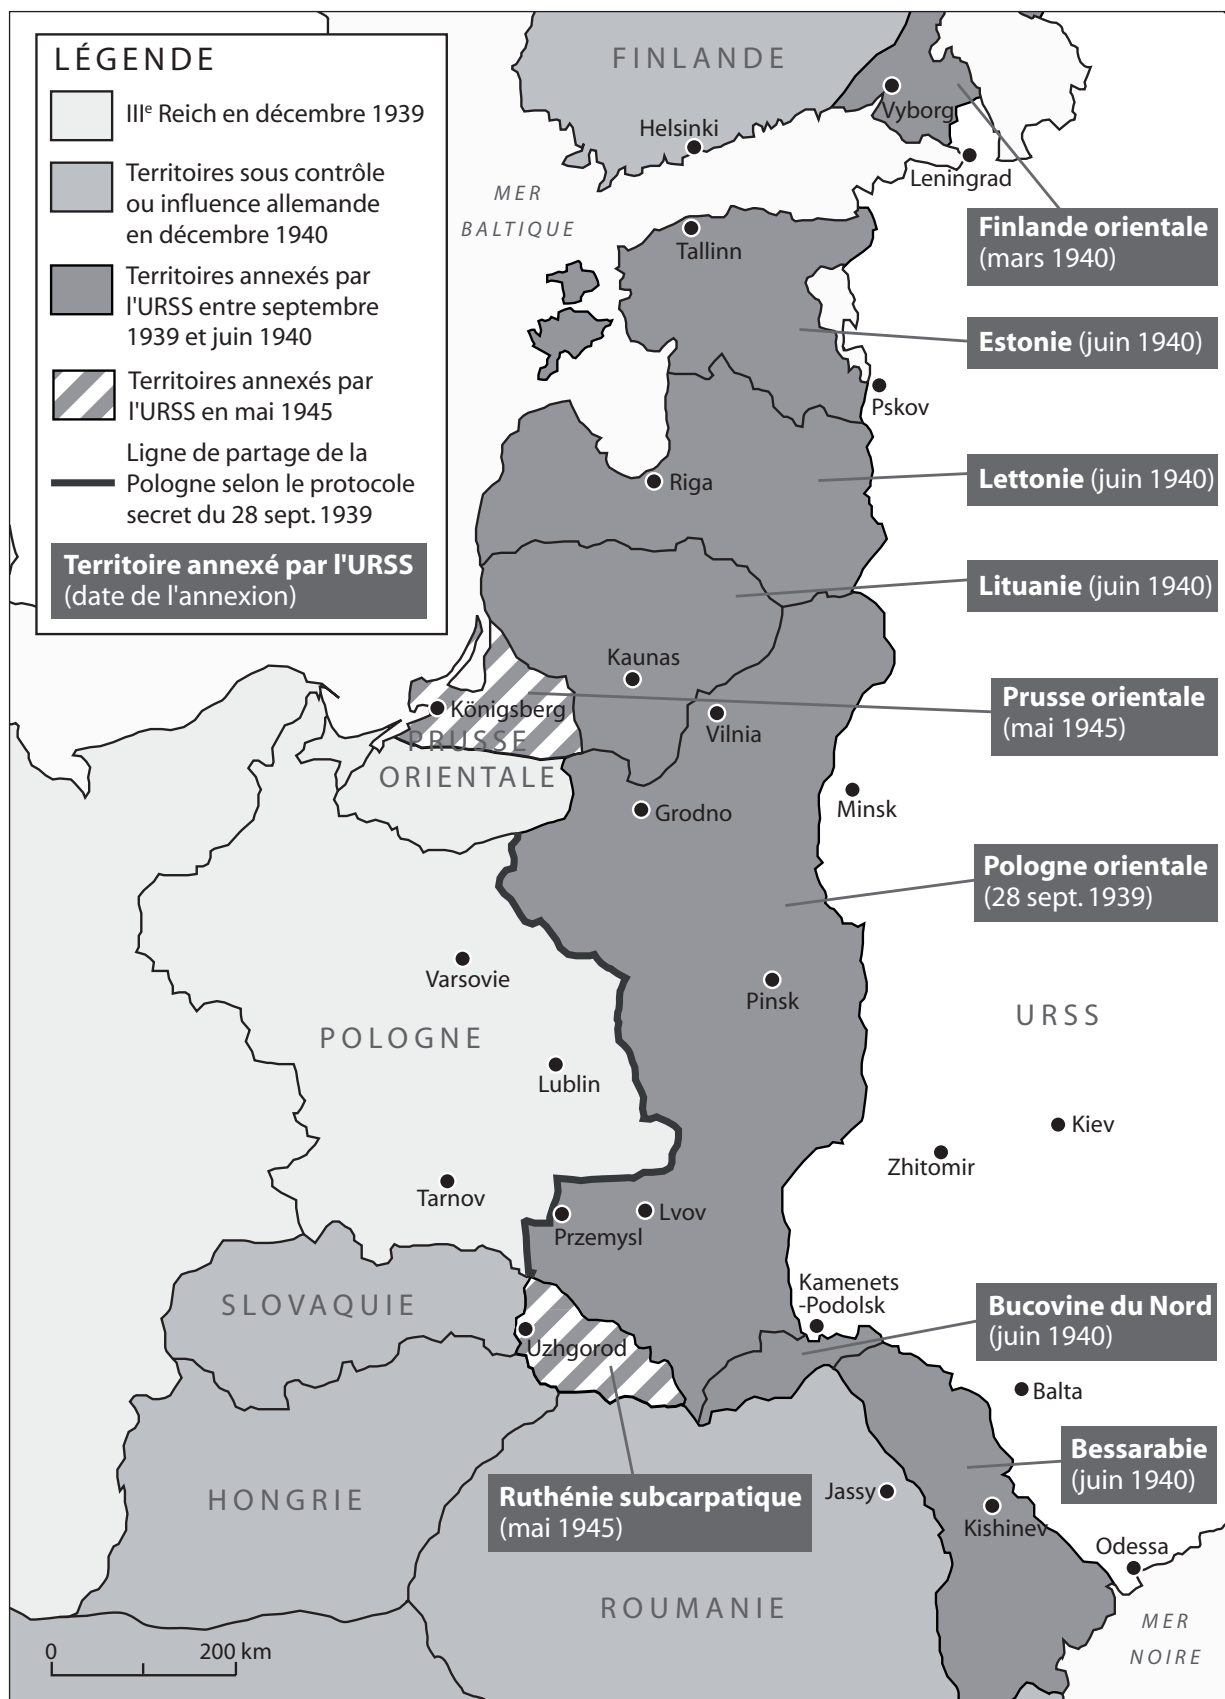 LÉGENDE
IIIe Reich en décembre 1939
Territoires sous contrôle
ou influence allemande
en décembre 1940
Territoires annexés par
l'URSS entre septembre
1939 et juin 1940
Territoires annexés par
l'URSS en mai 1945
Ligne de partage de la
Pologne selon le protocole
secret du 28 sept. 1939
Territoire annexé par l'URSS
(date de l'annexion)
FINLANDE
Vyborg
Helsinki
Leningrad
MER
BALTIQUE
Finlande orientale
(mars 1940)
Tallinn
Estonie (juin 1940)
Pskov
Riga
Lettonie (juin 1940)
Lituanie (juin 1940)
Kaunas
Königsberg
Vilnia
Prusse orientale
(mai 1945)
PRUSSE
ORIENTALE
Grodno
Minsk
Pologne orientale
(28 sept. 1939)
Varsovie
Pinsk
POLOGNE
URSS
Lublin
Kiev
Zhitomir
Tarnov
Lvov
Przemysl
Kamenets
-Podolsk
SLOVAQUIE
Bucovine du Nord
(juin 1940)
Uzhgorod
Balta
Bessarabie
(juin 1940)
HONGRIE
Ruthénie subcarpatique
(mai 1945)
Jassy
Kishinev
Odessa
ROUMANIE
MER
NOIRE
0 200 km